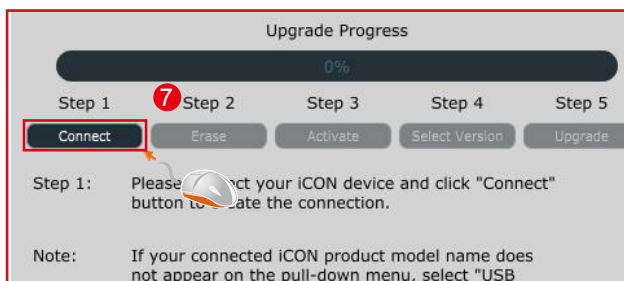 Upgrade Progress
0%
Step 1 7 Step 2 Step 3 Step 4 Step 5
Connect Erase Activate Select Version Upgrade
Step 1: Please your iCON device and click "Connect"
button to create the connection.
Note: If your connected iCON product model name does
not appear on the pull-down menu, select "USB